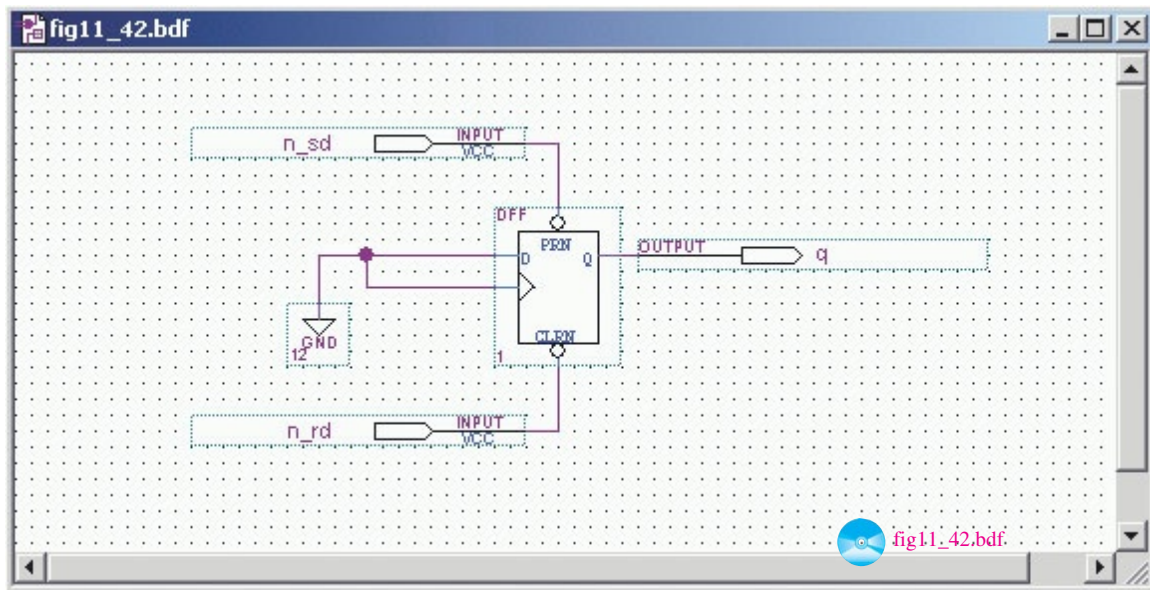 fig11_42.bdf
n_sd INPUT
VCC
DFF
PRN
D Q
OUTPUT q
GND
12
CLRN
1
n_rd INPUT
VCC
fig11_42.bdf